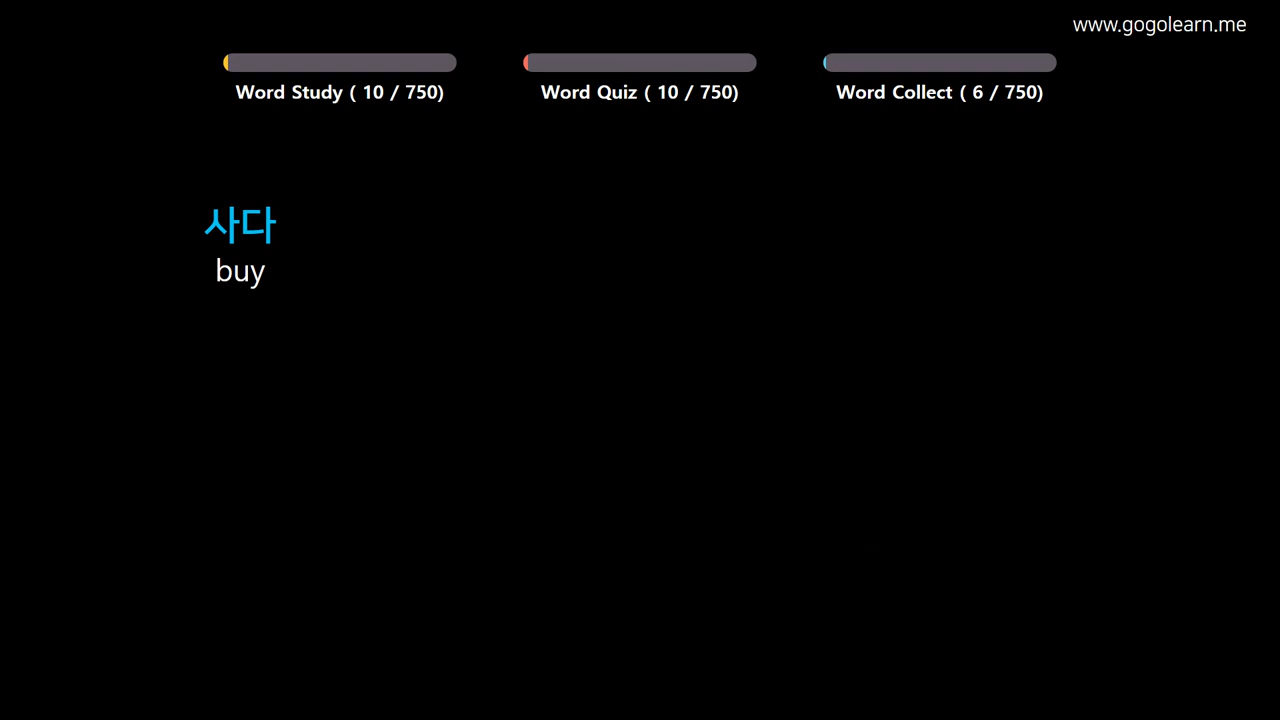 www.gogolearn.me
Word Study ( 10 / 750)
Word Quiz ( 10 / 750)
Word Collect ( 6 / 750)
사다
buy